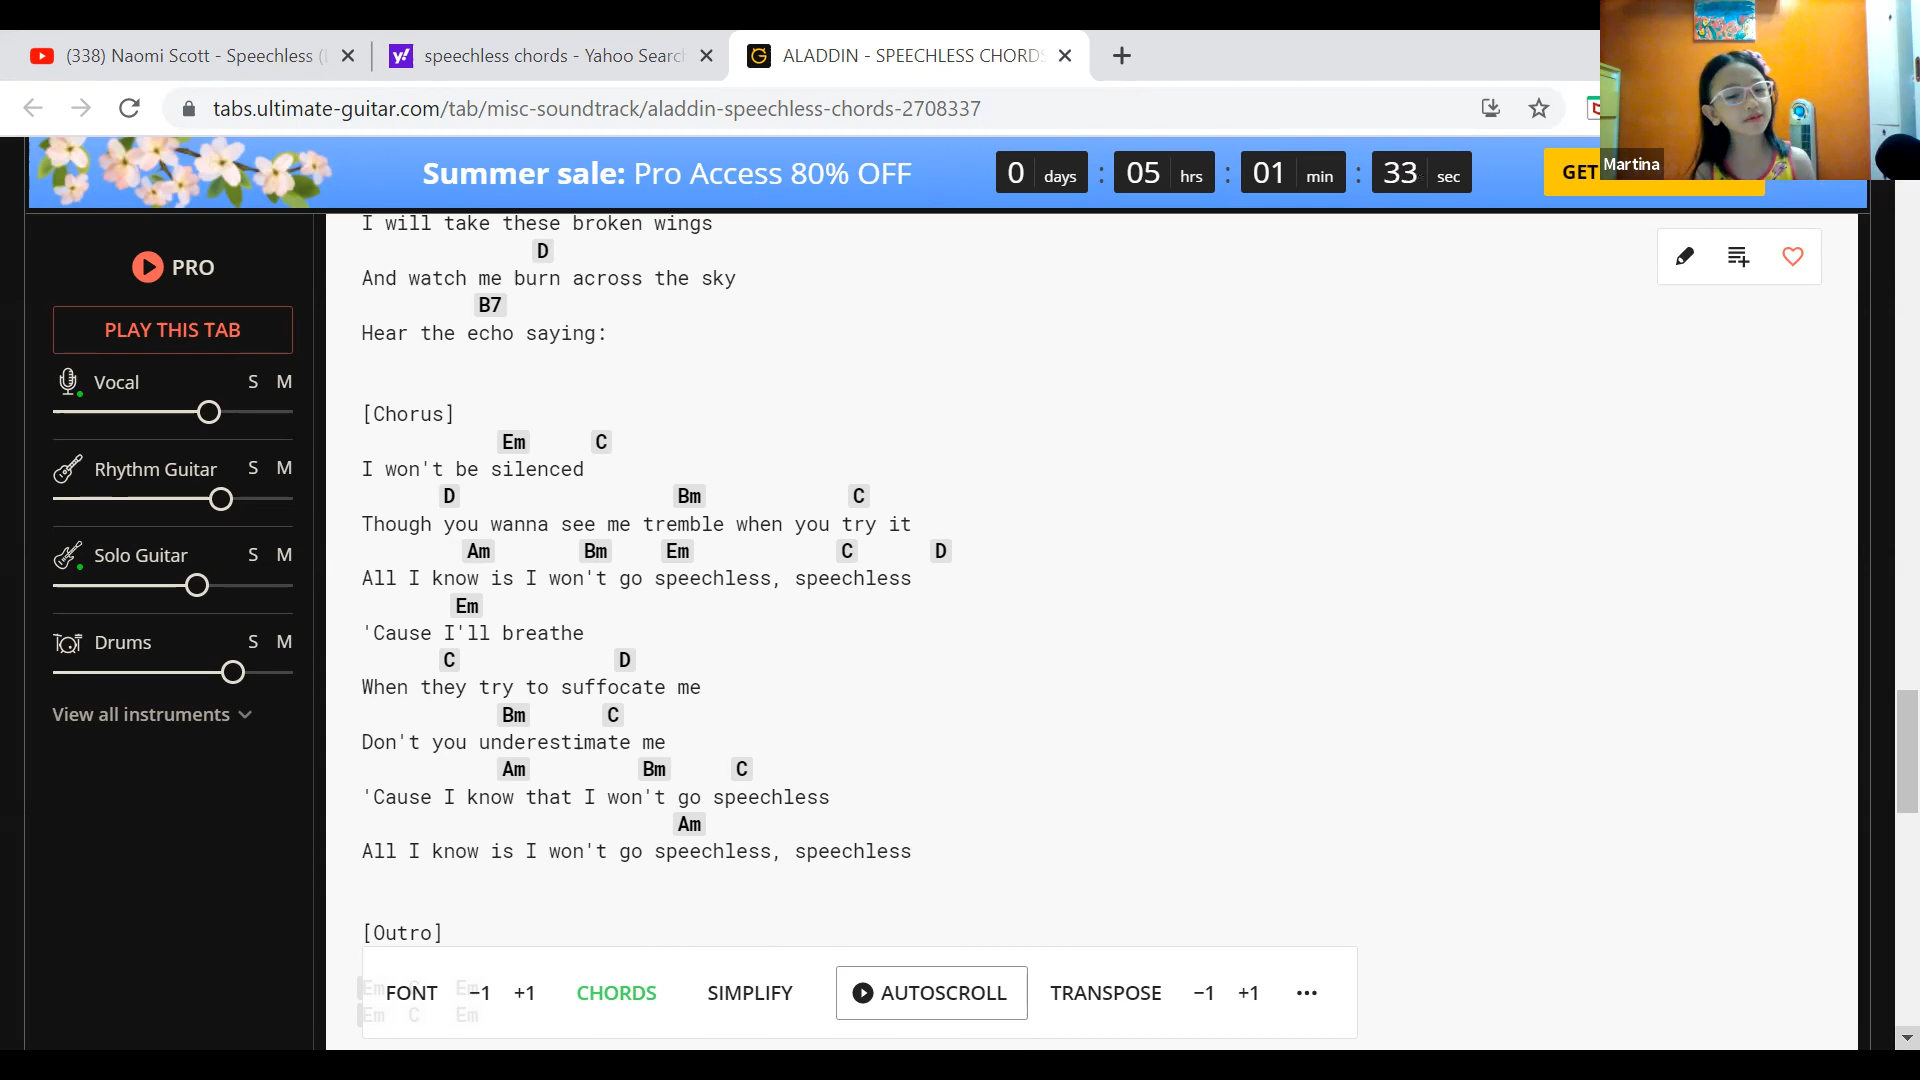 (338) Naomi Scott - Speechless (
speechless chords - Yahoo Searc
ALADDIN - SPEECHLESS CHORDS
tabs.ultimate-guitar.com/tab/misc-soundtrack/aladdin-speechless-chords-2708337
Martina
Summer sale: Pro Access 80% OFF
0 days : 05 hrs : 01 min : 33 sec
GET
PRO
PLAY THIS TAB
Vocal S M
Rhythm Guitar S M
Solo Guitar S M
Drums S M
View all instruments
I will take these broken wings
D
And watch me burn across the sky
B7
Hear the echo saying:
[Chorus]
Em C
I won't be silenced
D Bm C
Though you wanna see me tremble when you try it
Am Bm Em C D
All I know is I won't go speechless, speechless
Em
'Cause I'll breathe
C D
When they try to suffocate me
Bm C
Don't you underestimate me
Am Bm C
'Cause I know that I won't go speechless
Am
All I know is I won't go speechless, speechless
[Outro]
Em Em
Em C Em
FONT −1 +1 CHORDS SIMPLIFY AUTOSCROLL TRANSPOSE −1 +1